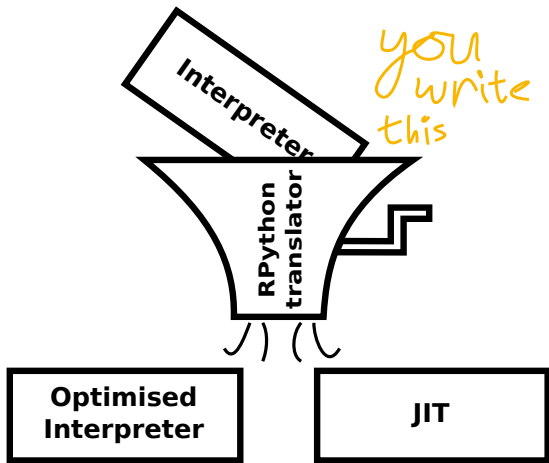 you
write
this
Interpreter
RPython
translator
Optimised
Interpreter
JIT